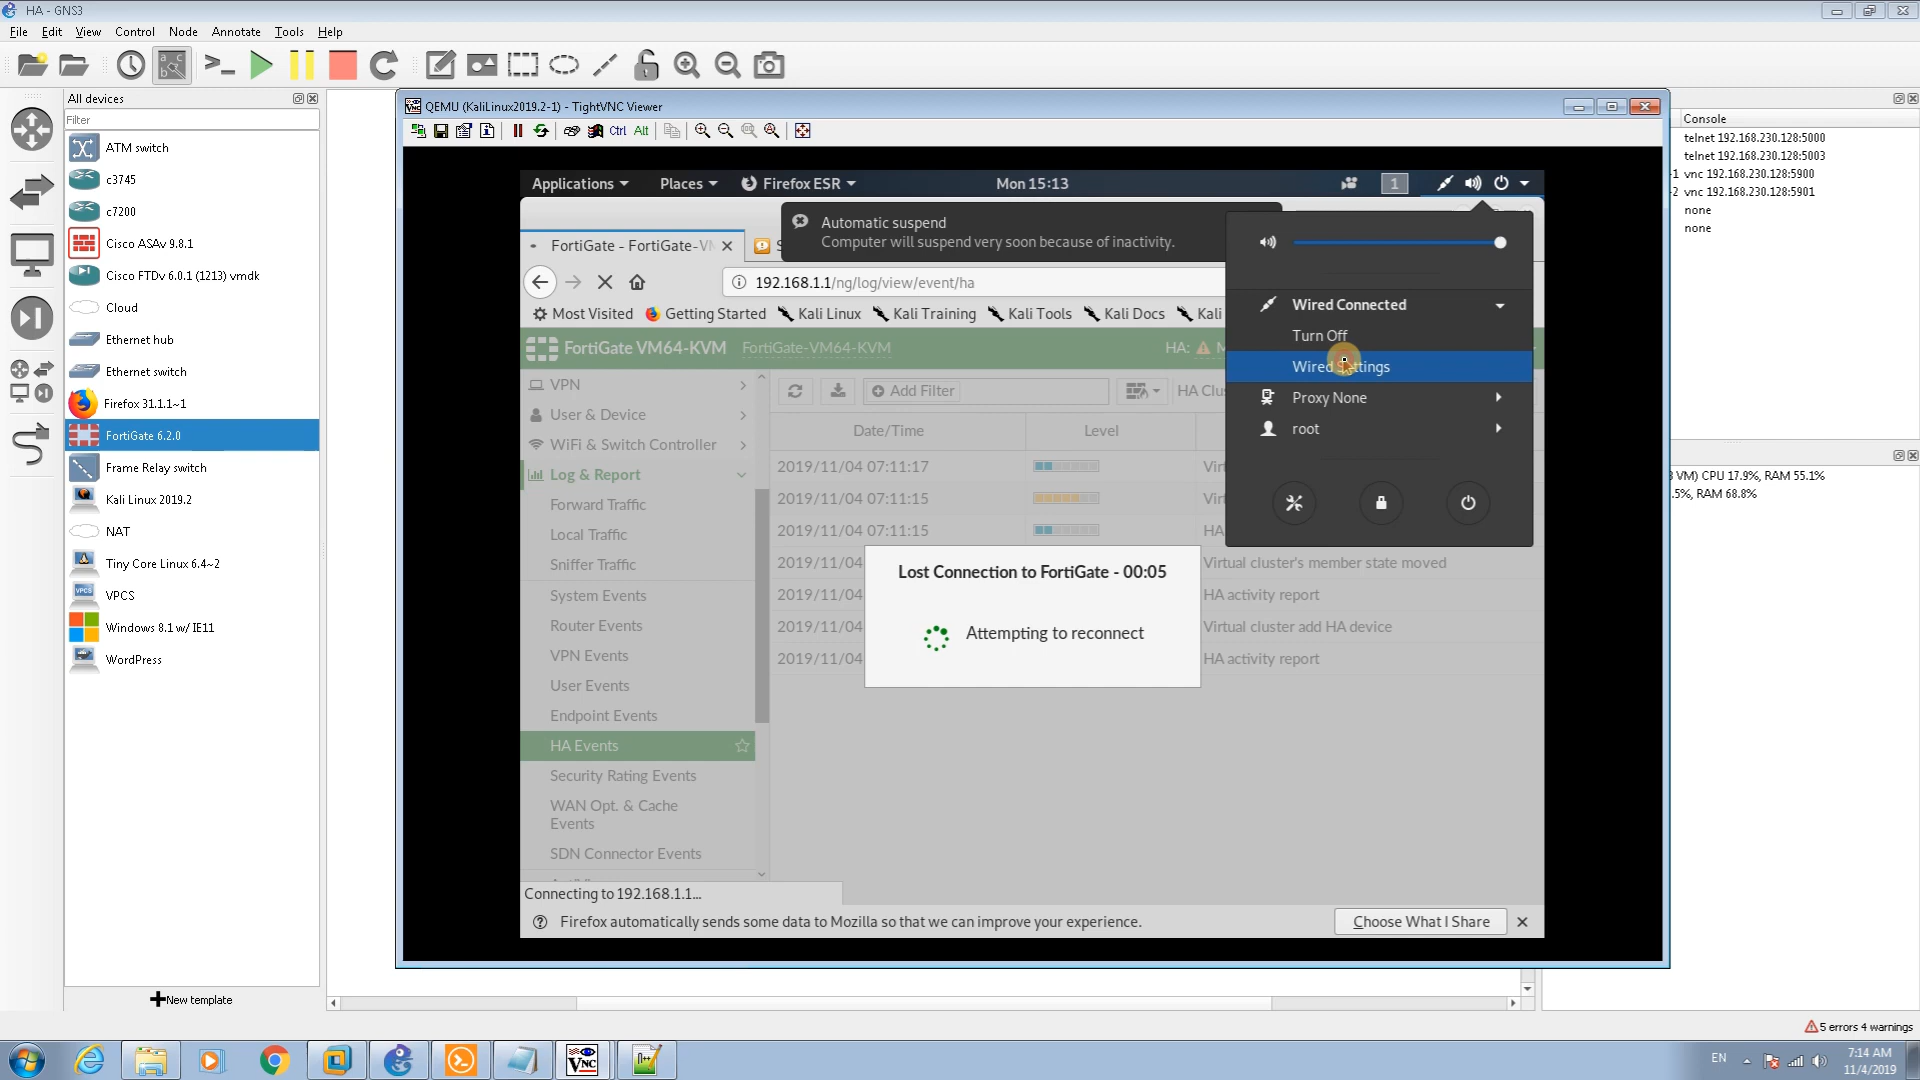 HA - GNS3
File Edit View Control Node Annotate Tools Help
All devices
Filter
ATM switch
c3745
c7200
Cisco ASAv 9.8.1
Cisco FTDv 6.0.1 (1213) vmdk
Cloud
Ethernet hub
Ethernet switch
Firefox 31.1.1~1
FortiGate 6.2.0
Frame Relay switch
Kali Linux 2019.2
NAT
Tiny Core Linux 6.4~2
VPCS
Windows 8.1 w/ IE11
WordPress
New template
QEMU (KaliLinux2019.2-1) - TightVNC Viewer
Ctrl Alt
Applications Places Firefox ESR Mon 15:13 1
Automatic suspend
Computer will suspend very soon because of inactivity.
FortiGate - FortiGate-VM
192.168.1.1/ng/log/view/event/ha
Most Visited Getting Started Kali Linux Kali Training Kali Tools Kali Docs Kali
FortiGate VM64-KVM FortiGate-VM64-KVM HA:
VPN
User & Device
WiFi & Switch Controller
Log & Report
Forward Traffic
Local Traffic
Sniffer Traffic
System Events
Router Events
VPN Events
User Events
Endpoint Events
HA Events
Security Rating Events
WAN Opt. & Cache
Events
SDN Connector Events
Add Filter HA Clus
Date/Time Level
2019/11/04 07:11:17 Virt
2019/11/04 07:11:15 Virt
2019/11/04 07:11:15 HA
2019/11/04 Virtual cluster's member state moved
2019/11/04 HA activity report
2019/11/04 Virtual cluster add HA device
2019/11/04 HA activity report
Lost Connection to FortiGate - 00:05
Attempting to reconnect
Wired Connected
Turn Off
Wired Settings
Proxy None
root
Connecting to 192.168.1.1...
Firefox automatically sends some data to Mozilla so that we can improve your experience. Choose What I Share
Console
telnet 192.168.230.128:5000
telnet 192.168.230.128:5003
-1 vnc 192.168.230.128:5900
-2 vnc 192.168.230.128:5901
none
none
VM) CPU 17.9%, RAM 55.1%
.5%, RAM 68.8%
5 errors 4 warnings
EN
7:14 AM
11/4/2019